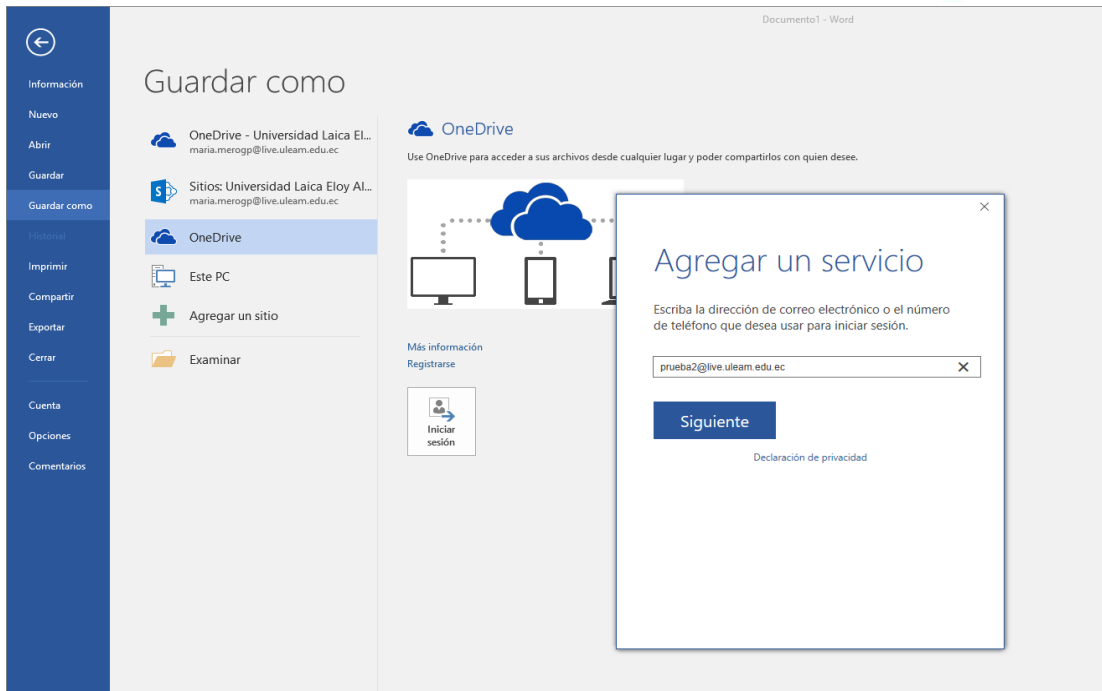 Documento1 - Word
Información
Nuevo
Abrir
Guardar
Guardar como
Historial
Imprimir
Compartir
Exportar
Cerrar
Cuenta
Opciones
Comentarios
Guardar como
OneDrive - Universidad Laica El...
maria.merogp@live.uleam.edu.ec
Sitios: Universidad Laica Eloy Al...
maria.merogp@live.uleam.edu.ec
OneDrive
Este PC
Agregar un sitio
Examinar
OneDrive
Use OneDrive para acceder a sus archivos desde cualquier lugar y poder compartirlos con quien desee.
Más información
Registrarse
Iniciar
sesión
Agregar un servicio
Escriba la dirección de correo electrónico o el número
de teléfono que desea usar para iniciar sesión.
prueba2@live.uleam.edu.ec
Siguiente
Declaración de privacidad